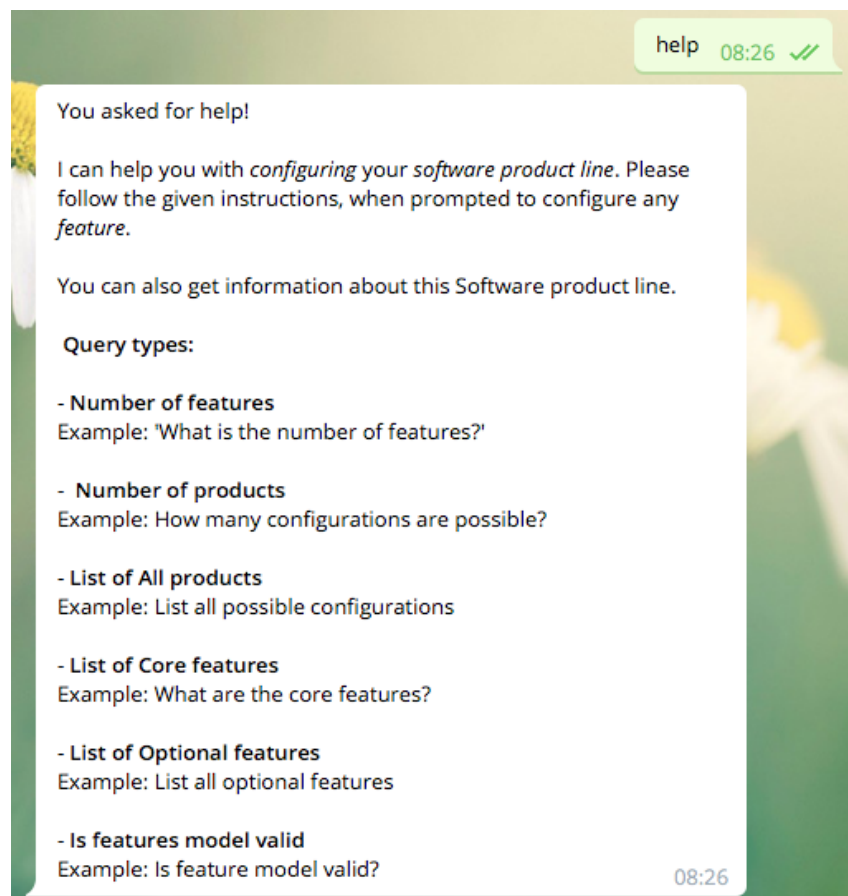 help 08:26
You asked for help!
I can help you with configuring your software product line. Please
follow the given instructions, when prompted to configure any
feature.
You can also get information about this Software product line.
Query types:
- Number of features
Example: 'What is the number of features?'
- Number of products
Example: How many configurations are possible?
- List of All products
Example: List all possible configurations
- List of Core features
Example: What are the core features?
- List of Optional features
Example: List all optional features
- Is features model valid
Example: Is feature model valid?
08:26